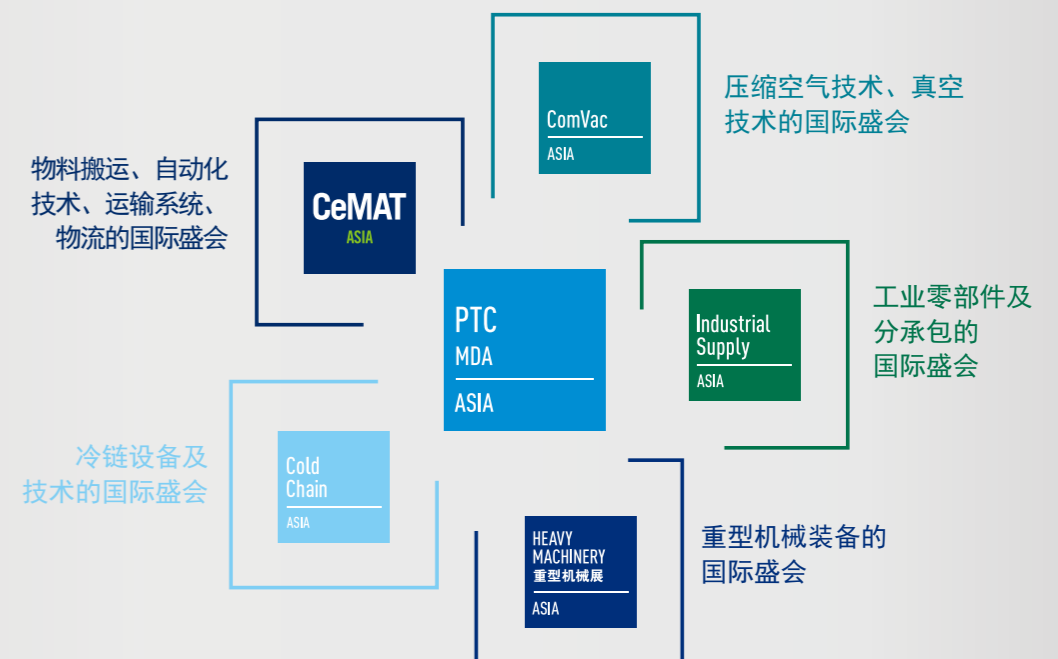 ComVac
ASIA
压缩空气技术、真空
技术的国际盛会
物料搬运、自动化
技术、运输系统、
物流的国际盛会
CeMAT
ASIA
PTC
MDA
ASIA
Industrial
Supply
ASIA
工业零部件及
分承包的
国际盛会
冷链设备及
技术的国际盛会
Cold
Chain
ASIA
HEAVY
MACHINERY
重型机械展
ASIA
重型机械装备的
国际盛会